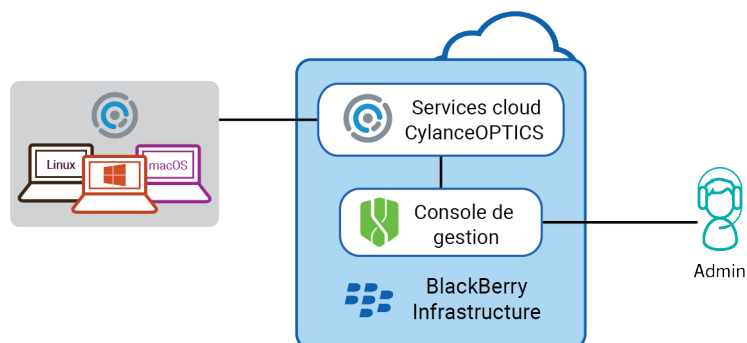 Linux
macOS
Services cloud
CylanceOPTICS
Console de
gestion
BlackBerry
Infrastructure
Admin